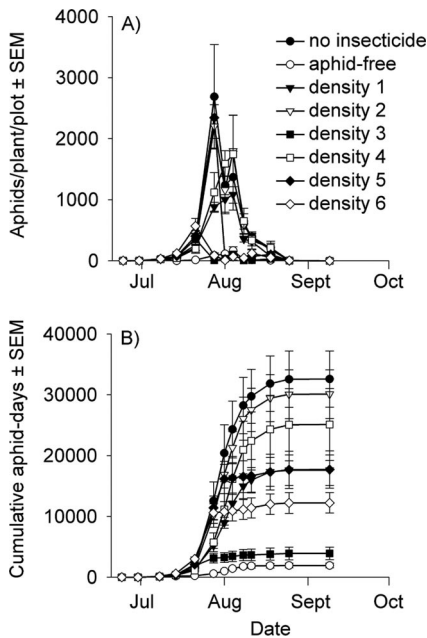 A)
Aphids/plant/plot ± SEM
4000
3000
2000
1000
0
no insecticide
aphid-free
density 1
density 2
density 3
density 4
density 5
density 6
Jul Aug Sept Oct
B)
Cumulative aphid-days ± SEM
40000
30000
20000
10000
0
Jul Aug Sept Oct
Date